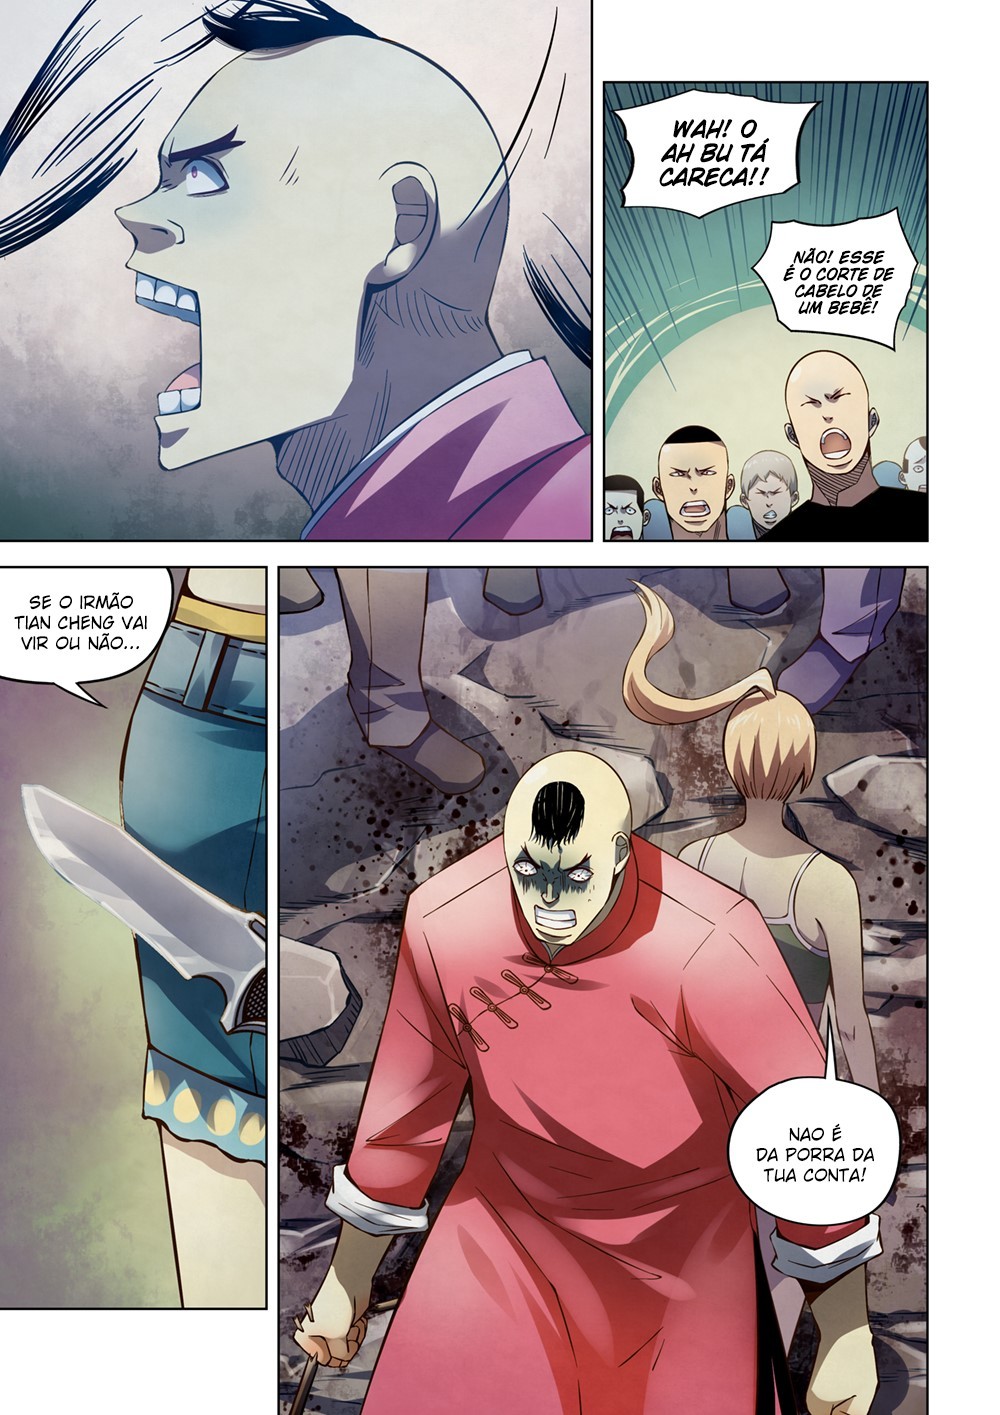 WAH! O
AH BU TÁ
CARECA!!
NÃO! ESSE
É O CORTE DE
CABELO DE
UM BEBÊ!
SE O IRMÃO
TIAN CHENG VAI
VIR OU NÃO...
NAO É
DA PORRA DA
TUA CONTA!